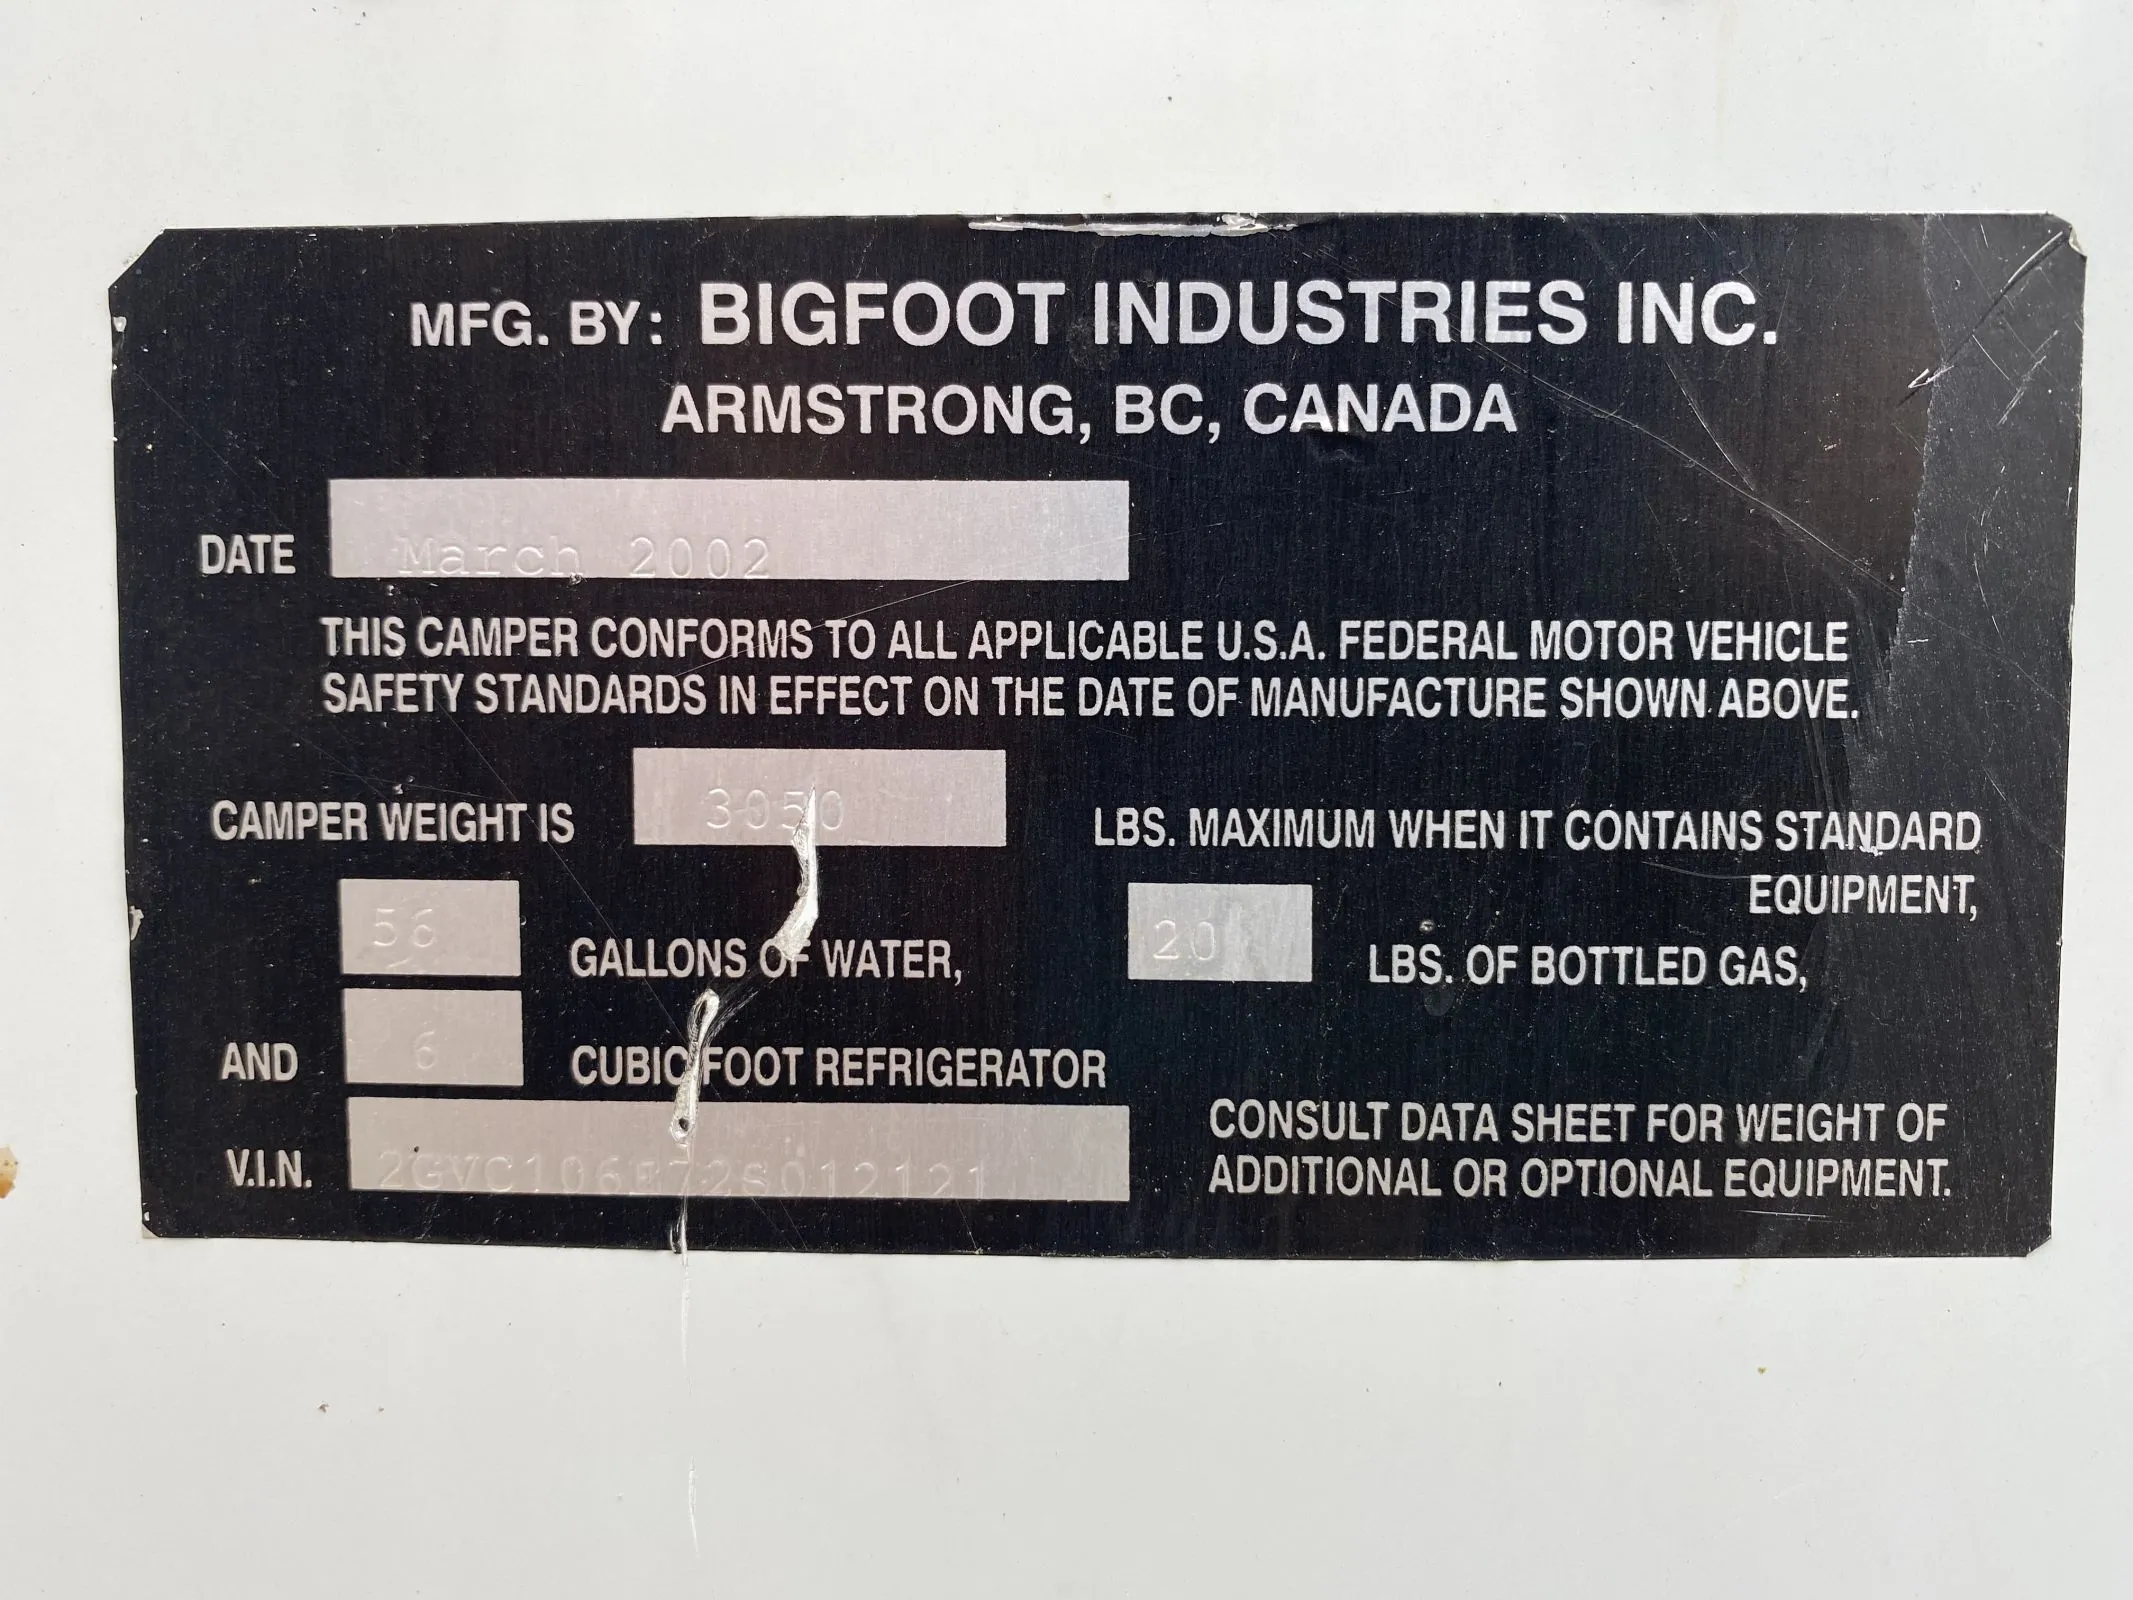 MFG. BY: BIGFOOT INDUSTRIES INC.
ARMSTRONG, BC, CANADA
DATE March 2002
THIS CAMPER CONFORMS TO ALL APPLICABLE U.S.A. FEDERAL MOTOR VEHICLE
SAFETY STANDARDS IN EFFECT ON THE DATE OF MANUFACTURE SHOWN ABOVE.
CAMPER WEIGHT IS 3050 LBS. MAXIMUM WHEN IT CONTAINS STANDARD
EQUIPMENT,
56 GALLONS OF WATER, 20 LBS. OF BOTTLED GAS,
AND 6 CUBIC FOOT REFRIGERATOR
CONSULT DATA SHEET FOR WEIGHT OF
V.I.N. 2GVC106E72S012121
ADDITIONAL OR OPTIONAL EQUIPMENT.